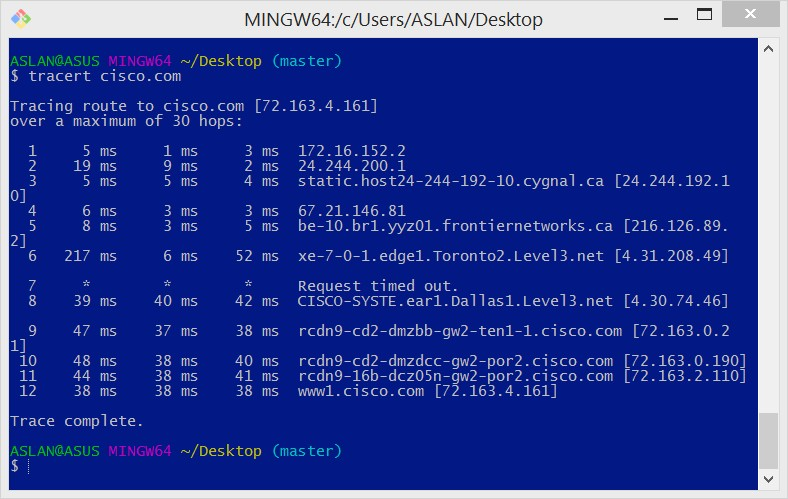 MINGW64:/c/Users/ASLAN/Desktop
ASLAN@ASUS MINGW64 ~/Desktop (master)
$ tracert cisco.com
Tracing route to cisco.com [72.163.4.161]
over a maximum of 30 hops:
1 5 ms 1 ms 3 ms 172.16.152.2
2 19 ms 9 ms 2 ms 24.244.200.1
3 5 ms 5 ms 4 ms static.host24-244-192-10.cygnal.ca [24.244.192.1
0]
4 6 ms 3 ms 3 ms 67.21.146.81
5 8 ms 3 ms 5 ms be-10.br1.yyz01.frontiernetworks.ca [216.126.89.
2]
6 217 ms 6 ms 52 ms xe-7-0-1.edge1.Toronto2.Level3.net [4.31.208.49]
7 * * * Request timed out.
8 39 ms 40 ms 42 ms CISCO-SYSTE.ear1.Dallas1.Level3.net [4.30.74.46]
9 47 ms 37 ms 38 ms rcdn9-cd2-dmzbb-gw2-ten1-1.cisco.com [72.163.0.2
1]
10 48 ms 38 ms 40 ms rcdn9-cd2-dmzdcc-gw2-por2.cisco.com [72.163.0.190]
11 44 ms 38 ms 41 ms rcdn9-16b-dcz05n-gw2-por2.cisco.com [72.163.2.110]
12 38 ms 38 ms 38 ms www1.cisco.com [72.163.4.161]
Trace complete.
ASLAN@ASUS MINGW64 ~/Desktop (master)
$